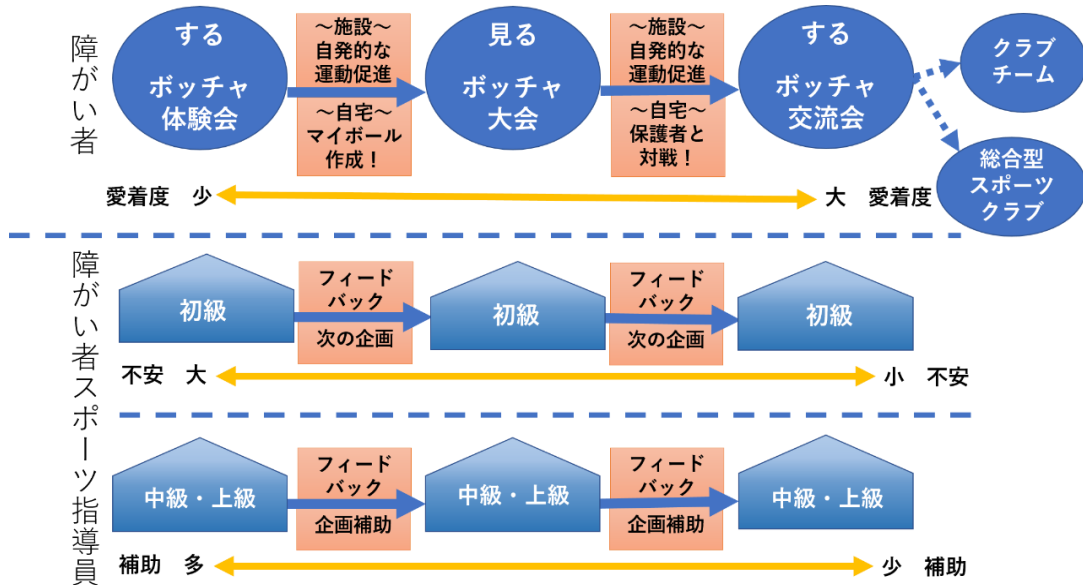 障がい者
する
ボッチャ
体験会
～施設～
自発的な
運動促進
～自宅～
マイボール
作成！
見る
ボッチャ
大会
～施設～
自発的な
運動促進
～自宅～
保護者と
対戦！
する
ボッチャ
交流会
クラブ
チーム
総合型
スポーツ
クラブ
愛着度　少
大　愛着度
障がい者スポーツ指導員
初級
フィード
バック
次の企画
初級
フィード
バック
次の企画
初級
不安　大
小　不安
中級・上級
フィード
バック
企画補助
中級・上級
フィード
バック
企画補助
中級・上級
補助　多
少　補助